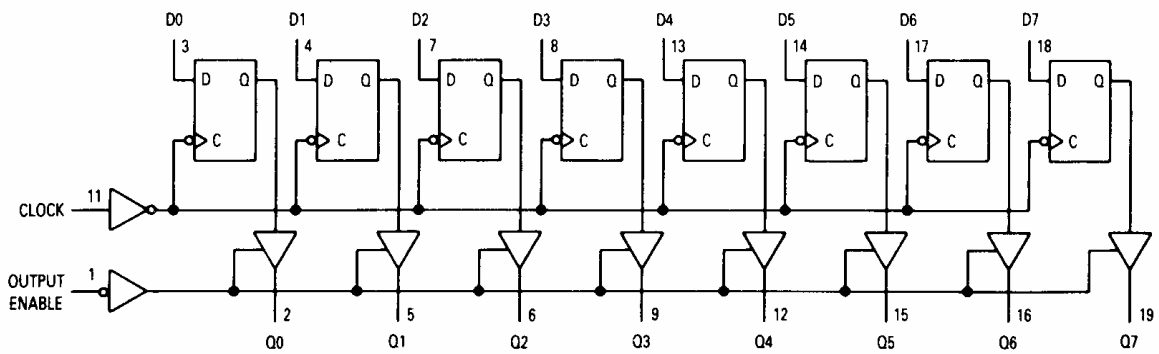 D0 D1 D2 D3 D4 D5 D6 D7
3 4 7 8 13 14 17 18
D Q D Q D Q D Q D Q D Q D Q D Q
C C C C C C C C
11
CLOCK
1
OUTPUT
ENABLE
2 5 6 9 12 15 16 19
Q0 Q1 Q2 Q3 Q4 Q5 Q6 Q7